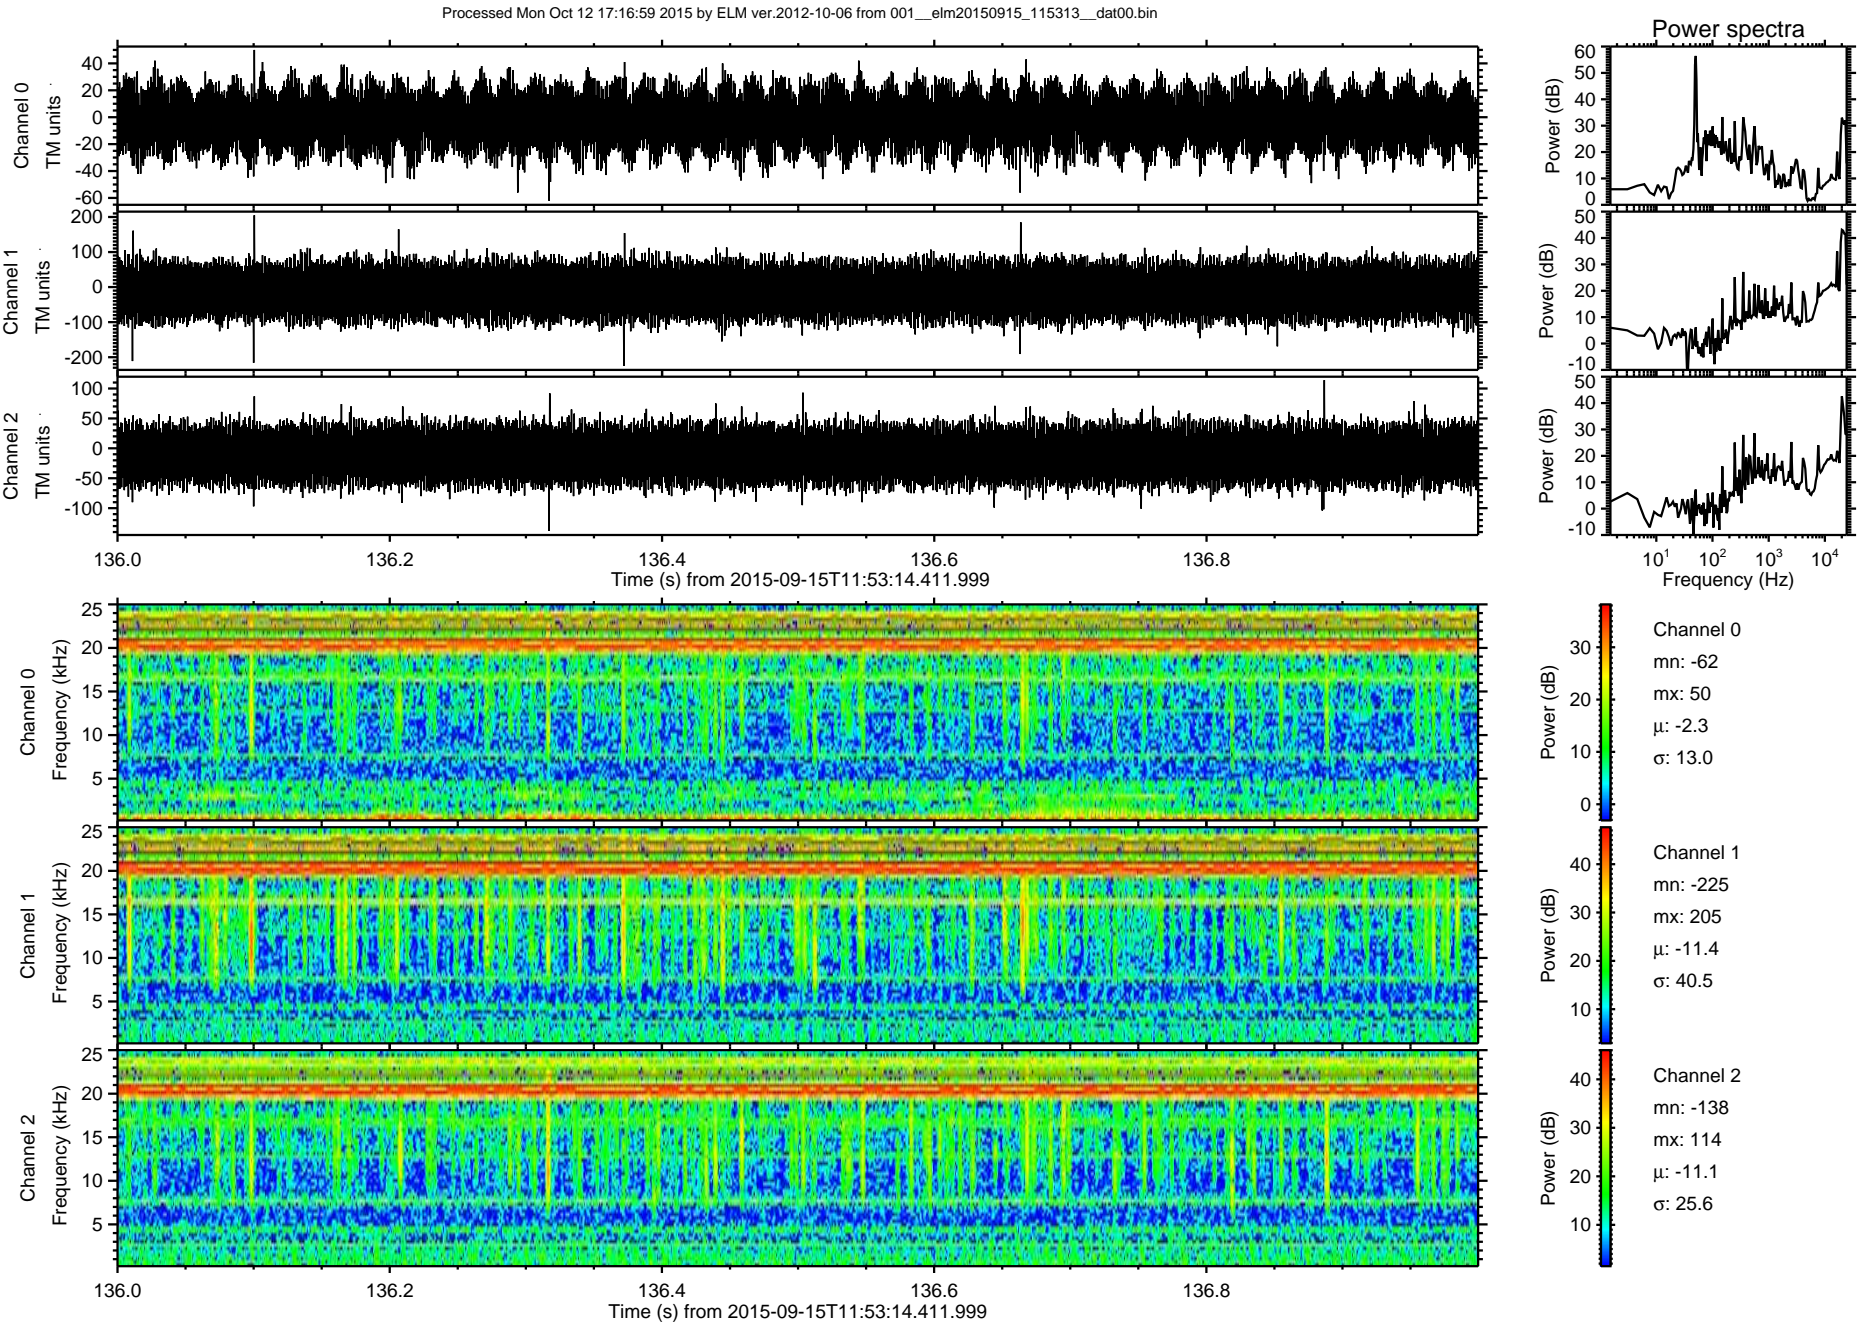 Processed Mon Oct 12 17:16:59 2015 by ELM ver.2012-10-06 from 001__elm20150915_115313__dat00.bin
Power spectra
Channel 0
TM units
40
20
0
-20
-40
-60
Power (dB)
60
50
40
30
20
10
0
Channel 1
TM units
200
100
0
-100
-200
Power (dB)
50
40
30
20
10
0
-10
Channel 2
TM units
100
50
0
-50
-100
Power (dB)
50
40
30
20
10
0
-10
136.0 136.2 136.4 136.6 136.8
Time (s) from 2015-09-15T11:53:14.411.999
10¹ 10² 10³ 10⁴
Frequency (Hz)
Channel 0
Frequency (kHz)
25
20
15
10
5
Power (dB)
30
20
10
0
Channel 0
mn: -62
mx: 50
μ: -2.3
σ: 13.0
Channel 1
Frequency (kHz)
25
20
15
10
5
Power (dB)
40
30
20
10
Channel 1
mn: -225
mx: 205
μ: -11.4
σ: 40.5
Channel 2
Frequency (kHz)
25
20
15
10
5
Power (dB)
40
30
20
10
Channel 2
mn: -138
mx: 114
μ: -11.1
σ: 25.6
136.0 136.2 136.4 136.6 136.8
Time (s) from 2015-09-15T11:53:14.411.999